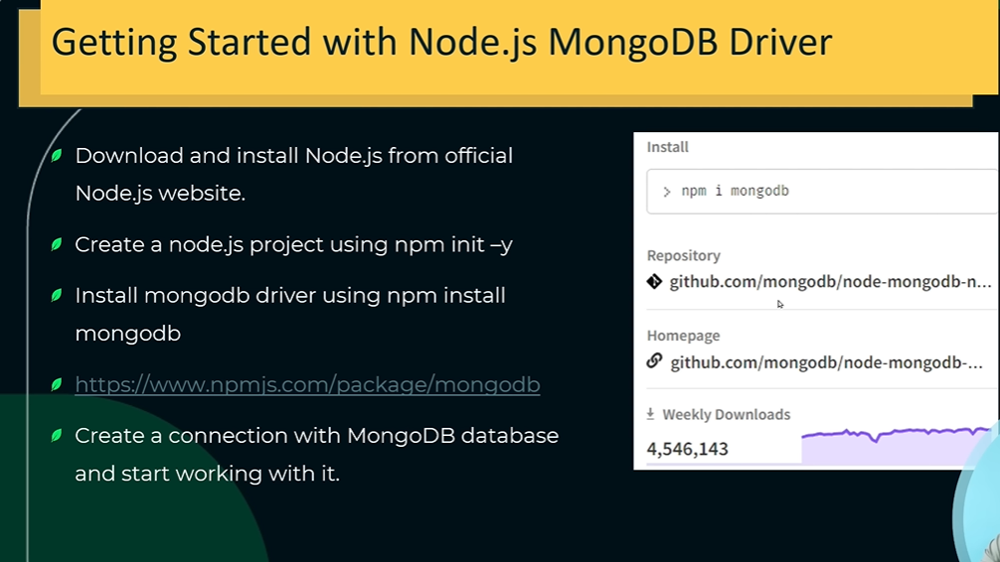 Getting Started with Node.js MongoDB Driver
Download and install Node.js from official
Node.js website.
Create a node.js project using npm init –y
Install mongodb driver using npm install
mongodb
https://www.npmjs.com/package/mongodb
Create a connection with MongoDB database
and start working with it.
Install
> npm i mongodb
Repository
github.com/mongodb/node-mongodb-n...
Homepage
github.com/mongodb/node-mongodb-...
Weekly Downloads
4,546,143